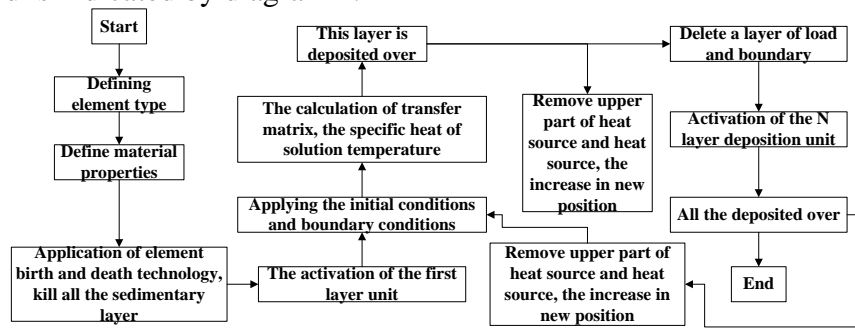 Start
Defining
element type
Define material
properties
Application of element
birth and death technology,
kill all the sedimentary
layer
The activation of the first
layer unit
Applying the initial conditions
and boundary conditions
The calculation of transfer
matrix, the specific heat of
solution temperature
This layer is
deposited over
Remove upper
part of heat
source and heat
source, the
increase in new
position
Delete a layer of load
and boundary
Activation of the N
layer deposition unit
All the deposited over
End
Remove upper part of
heat source and heat
source, the increase in
new position